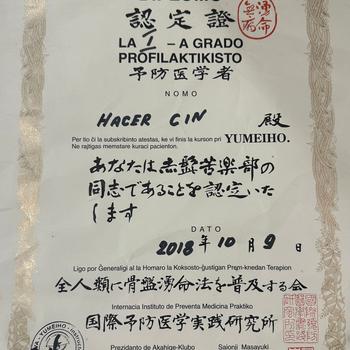 認定證
LA I-A GRADO
PROFILAKTIKISTO
予防医学者
NOMO
HACER CIN 殿
Per tio ĉi la subskribinto atestas, ke vi finis la kurson pri YUMEIHO.
Ne rajtigas memstare kuraci pacienton.
あなたは赤髭苦楽部の
同志であることを認定いた
します
DATO
2018年10月9日
Ligo por Ĝeneraligi al la Homaro la Koksosto-ĝustigan Prem-knedan Terapion
全人類に骨盤湧命法を普及する会
Internacia Instituto de Preventa Medicina Praktiko
国際予防医学実践研究所
Prezidanto de Akahige-Klubo: Saionji Masayuki